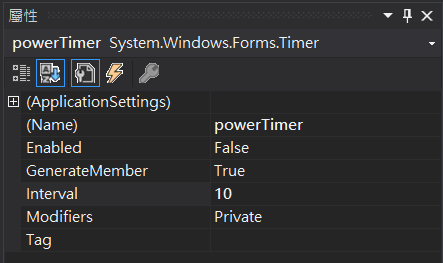 屬性
powerTimer System.Windows.Forms.Timer
(ApplicationSettings)
(Name) powerTimer
Enabled False
GenerateMember True
Interval 10
Modifiers Private
Tag